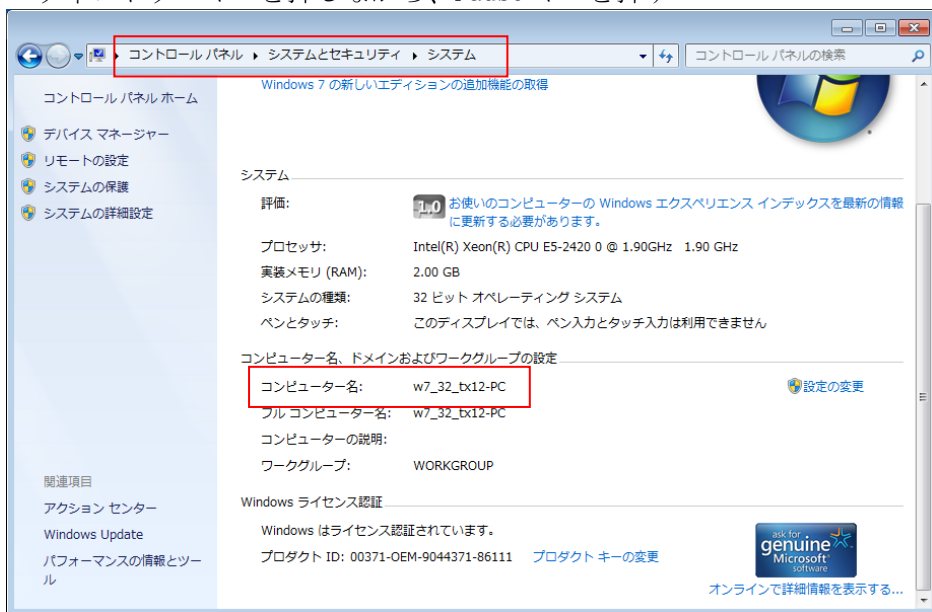 コントロール パネル ▸ システムとセキュリティ ▸ システム
コントロール パネルの検索
コントロール パネル ホーム
デバイス マネージャー
リモートの設定
システムの保護
システムの詳細設定
関連項目
アクション センター
Windows Update
パフォーマンスの情報とツー
ル
Windows 7 の新しいエディションの追加機能の取得
システム
評価:
1.0 お使いのコンピューターの Windows エクスペリエンス インデックスを最新の情報
に更新する必要があります。
プロセッサ: Intel(R) Xeon(R) CPU E5-2420 0 @ 1.90GHz 1.90 GHz
実装メモリ (RAM): 2.00 GB
システムの種類: 32 ビット オペレーティング システム
ペンとタッチ: このディスプレイでは、ペン入力とタッチ入力は利用できません
コンピューター名、ドメインおよびワークグループの設定
コンピューター名: w7_32_tx12-PC 設定の変更
フル コンピューター名: w7_32_tx12-PC
コンピューターの説明:
ワークグループ: WORKGROUP
Windows ライセンス認証
Windows はライセンス認証されています。
プロダクト ID: 00371-OEM-9044371-86111 プロダクト キーの変更
ask for
genuine
Microsoft
software
オンラインで詳細情報を表示する...